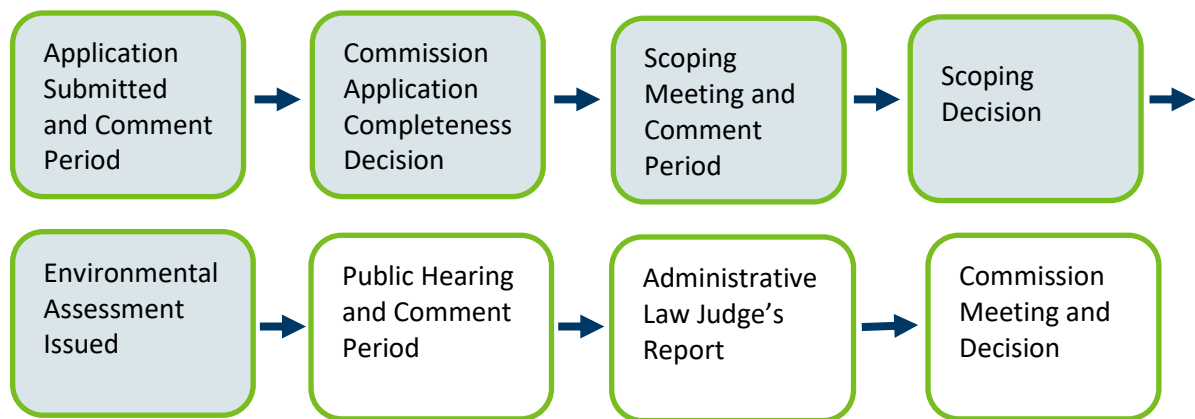 Application
Submitted
and Comment
Period
Commission
Application
Completeness
Decision
Scoping
Meeting and
Comment
Period
Scoping
Decision
Environmental
Assessment
Issued
Public Hearing
and Comment
Period
Administrative
Law Judge’s
Report
Commission
Meeting and
Decision